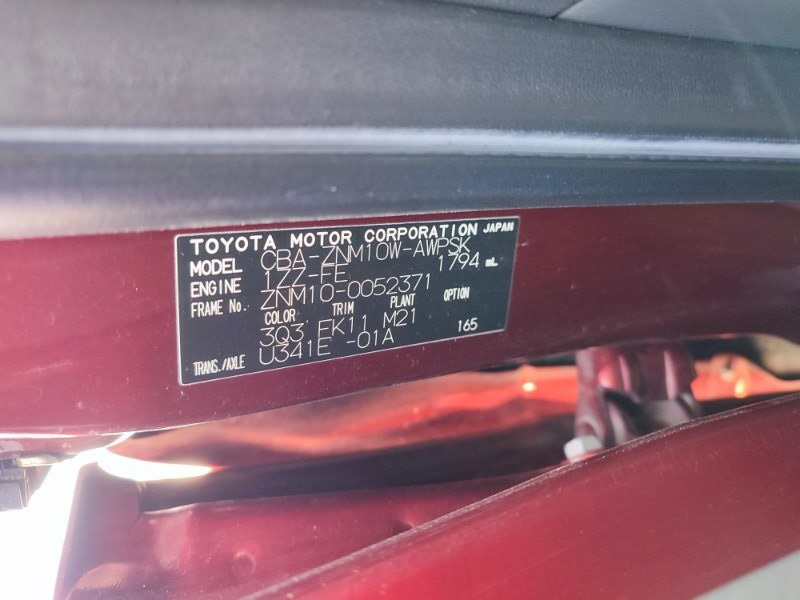 TOYOTA MOTOR CORPORATION JAPAN
MODEL CBA-ZNM10W-AWPSK
ENGINE 1ZZ-FE 1794 mL
FRAME No. ZNM10-0052371
COLOR TRIM PLANT OPTION
3Q3 FK11 M21 165
TRANS./AXLE U341E -01A